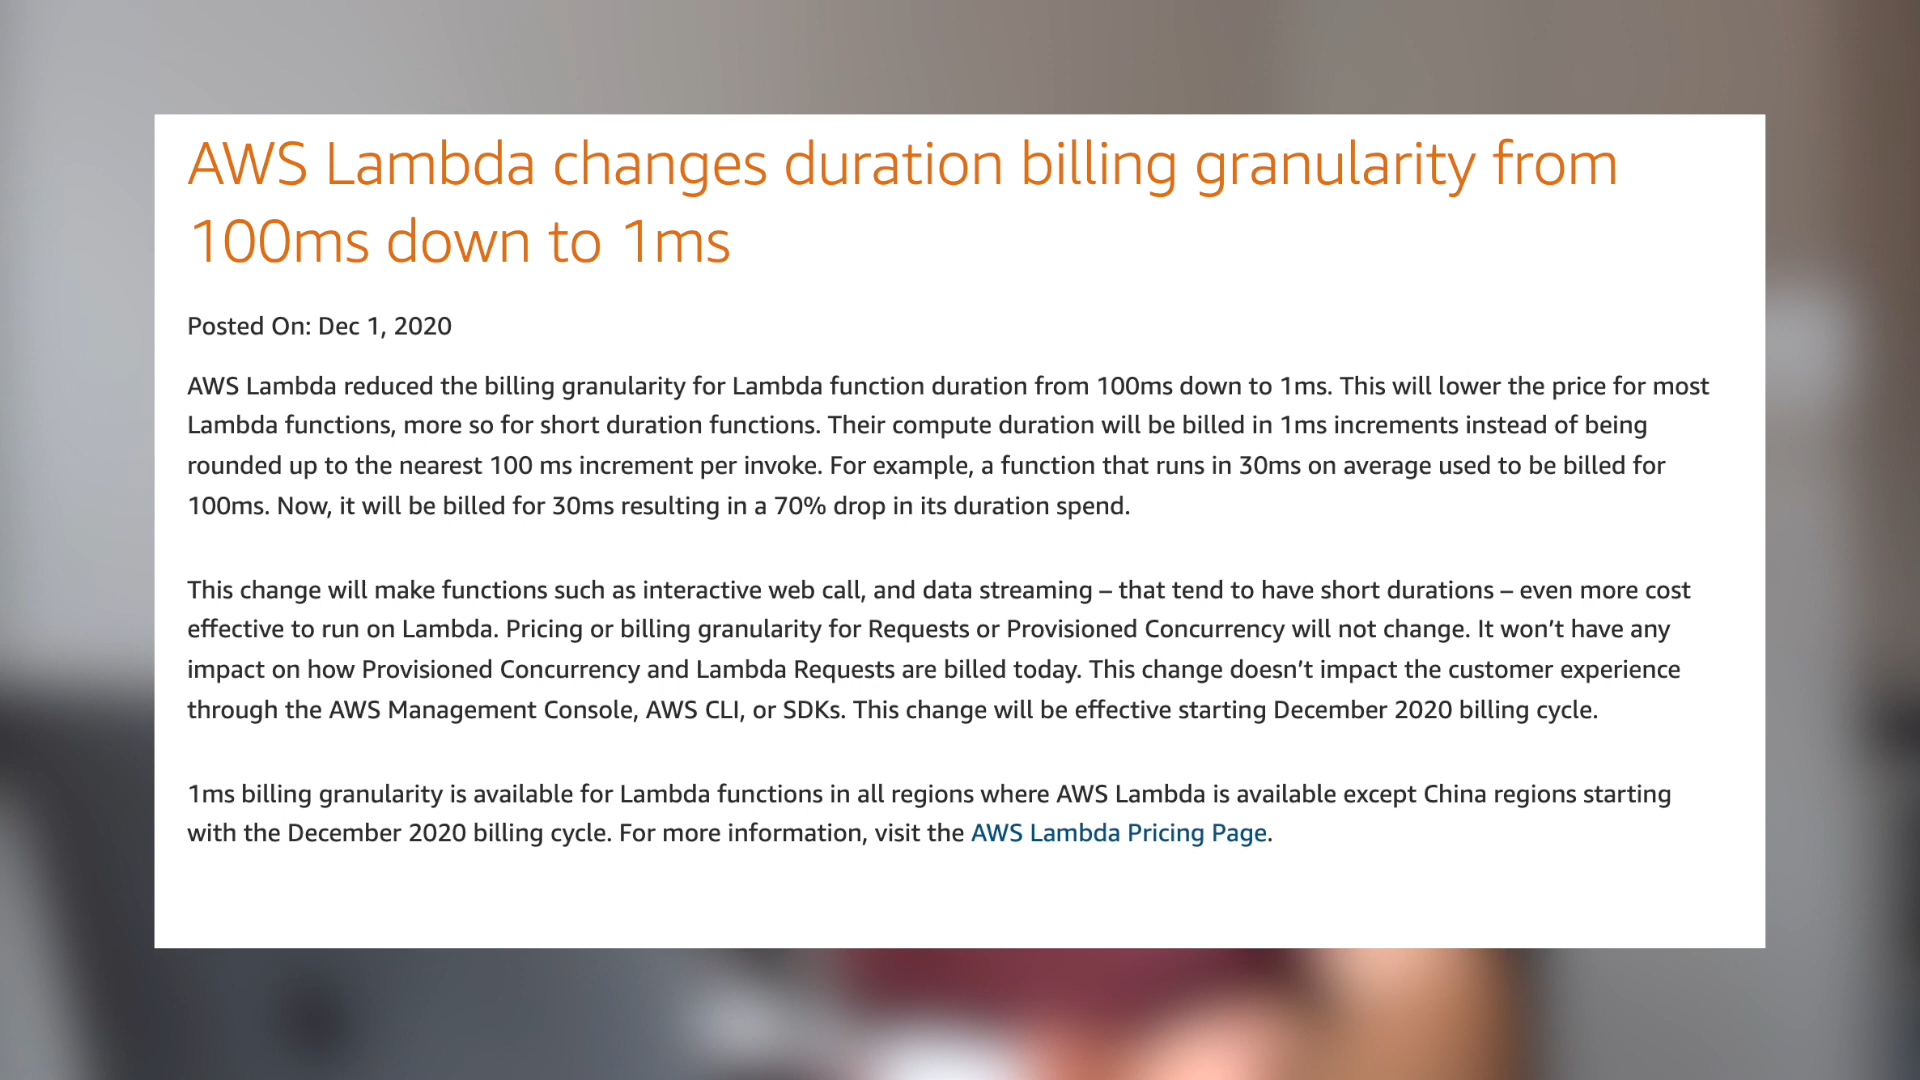 AWS Lambda changes duration billing granularity from
100ms down to 1ms
Posted On: Dec 1, 2020
AWS Lambda reduced the billing granularity for Lambda function duration from 100ms down to 1ms. This will lower the price for most
Lambda functions, more so for short duration functions. Their compute duration will be billed in 1ms increments instead of being
rounded up to the nearest 100 ms increment per invoke. For example, a function that runs in 30ms on average used to be billed for
100ms. Now, it will be billed for 30ms resulting in a 70% drop in its duration spend.
This change will make functions such as interactive web call, and data streaming – that tend to have short durations – even more cost
effective to run on Lambda. Pricing or billing granularity for Requests or Provisioned Concurrency will not change. It won’t have any
impact on how Provisioned Concurrency and Lambda Requests are billed today. This change doesn’t impact the customer experience
through the AWS Management Console, AWS CLI, or SDKs. This change will be effective starting December 2020 billing cycle.
1ms billing granularity is available for Lambda functions in all regions where AWS Lambda is available except China regions starting
with the December 2020 billing cycle. For more information, visit the AWS Lambda Pricing Page.